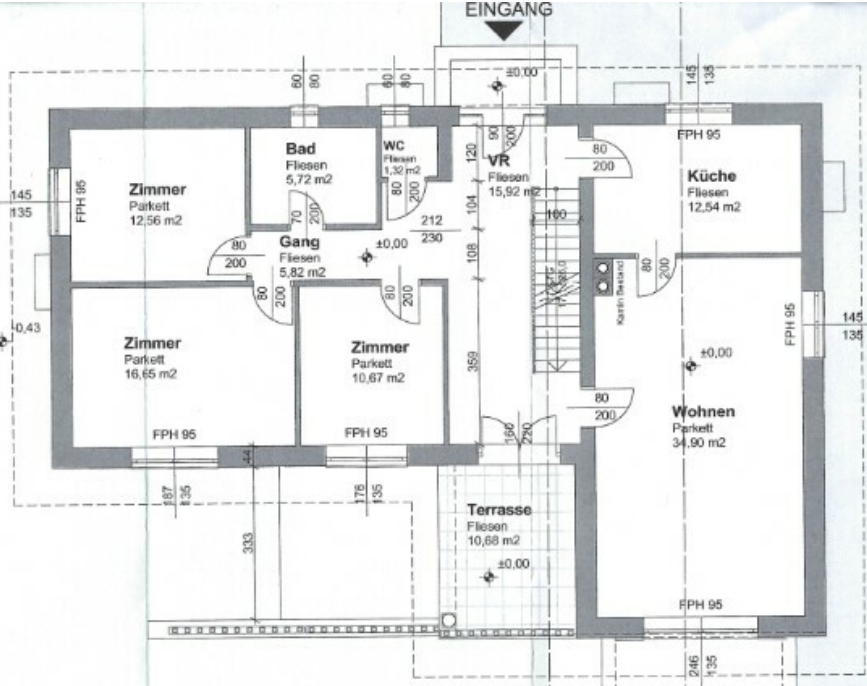 EINGANG
±0,00
60
80
60
80
145
135
90
200
120
VR
Fliesen
15,92 m2
80
200
FPH 95
Küche
Fliesen
12,54 m2
Bad
Fliesen
5,72 m2
WC
Fliesen
1,32 m2
80
200
Zimmer
Parkett
12,56 m2
FPH 95
145
135
70
200
104
100
212
230
Gang
Fliesen
5,82 m2
±0,00
108
80
200
80
200
80
200
80
200
Kamin Bestand
FPH 95
145
135
-0,43
Zimmer
Parkett
16,65 m2
Zimmer
Parkett
10,67 m2
359
±0,00
80
200
Wohnen
Parkett
34,90 m2
FPH 95
FPH 95
160
220
44
187
135
176
135
333
Terrasse
Fliesen
10,68 m2
±0,00
FPH 95
246
135